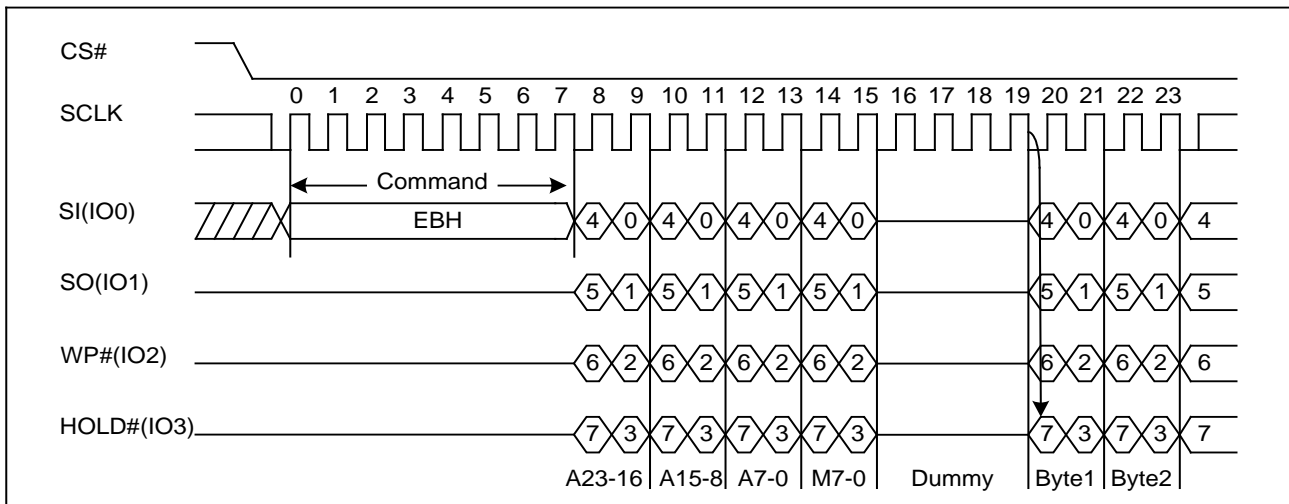 CS#
0 1 2 3 4 5 6 7 8 9 10 11 12 13 14 15 16 17 18 19 20 21 22 23
SCLK
Command
SI(IO0) EBH 4 0 4 0 4 0 4 0 4 0 4 0 4
SO(IO1) 5 1 5 1 5 1 5 1 5 1 5 1 5
WP#(IO2) 6 2 6 2 6 2 6 2 6 2 6 2 6
HOLD#(IO3) 7 3 7 3 7 3 7 3 7 3 7 3 7
A23-16 A15-8 A7-0 M7-0 Dummy Byte1 Byte2